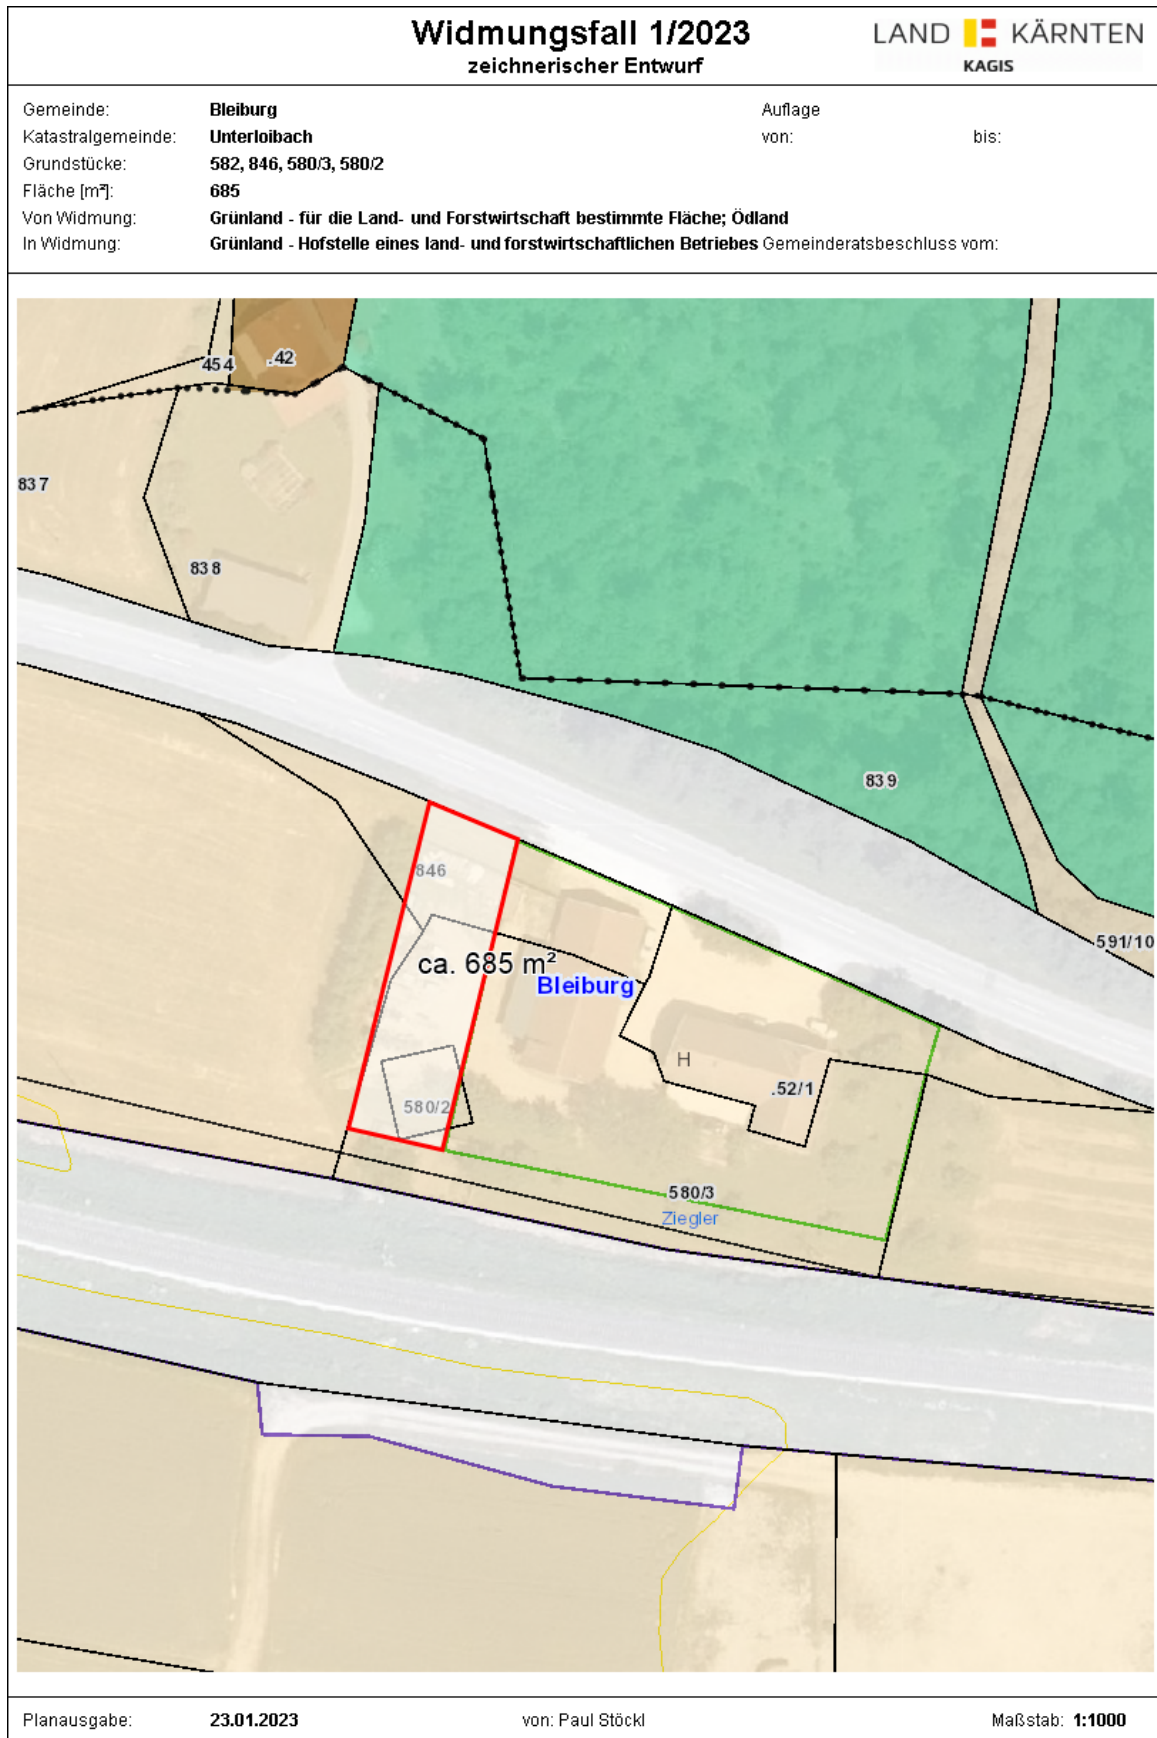 Widmungsfall 1/2023
zeichnerischer Entwurf
LAND KÄRNTEN
KAGIS
Gemeinde: Bleiburg Auflage
Katastralgemeinde: Unterloibach von: bis:
Grundstücke: 582, 846, 580/3, 580/2
Fläche [m²]: 685
Von Widmung: Grünland - für die Land- und Forstwirtschaft bestimmte Fläche; Ödland
In Widmung: Grünland - Hofstelle eines land- und forstwirtschaftlichen Betriebes Gemeinderatsbeschluss vom:
454
.42
837
838
839
846
591/10
ca. 685 m²
Bleiburg
H
.52/1
580/2
580/3
Ziegler
Planausgabe: 23.01.2023 von: Paul Stöckl Maßstab: 1:1000